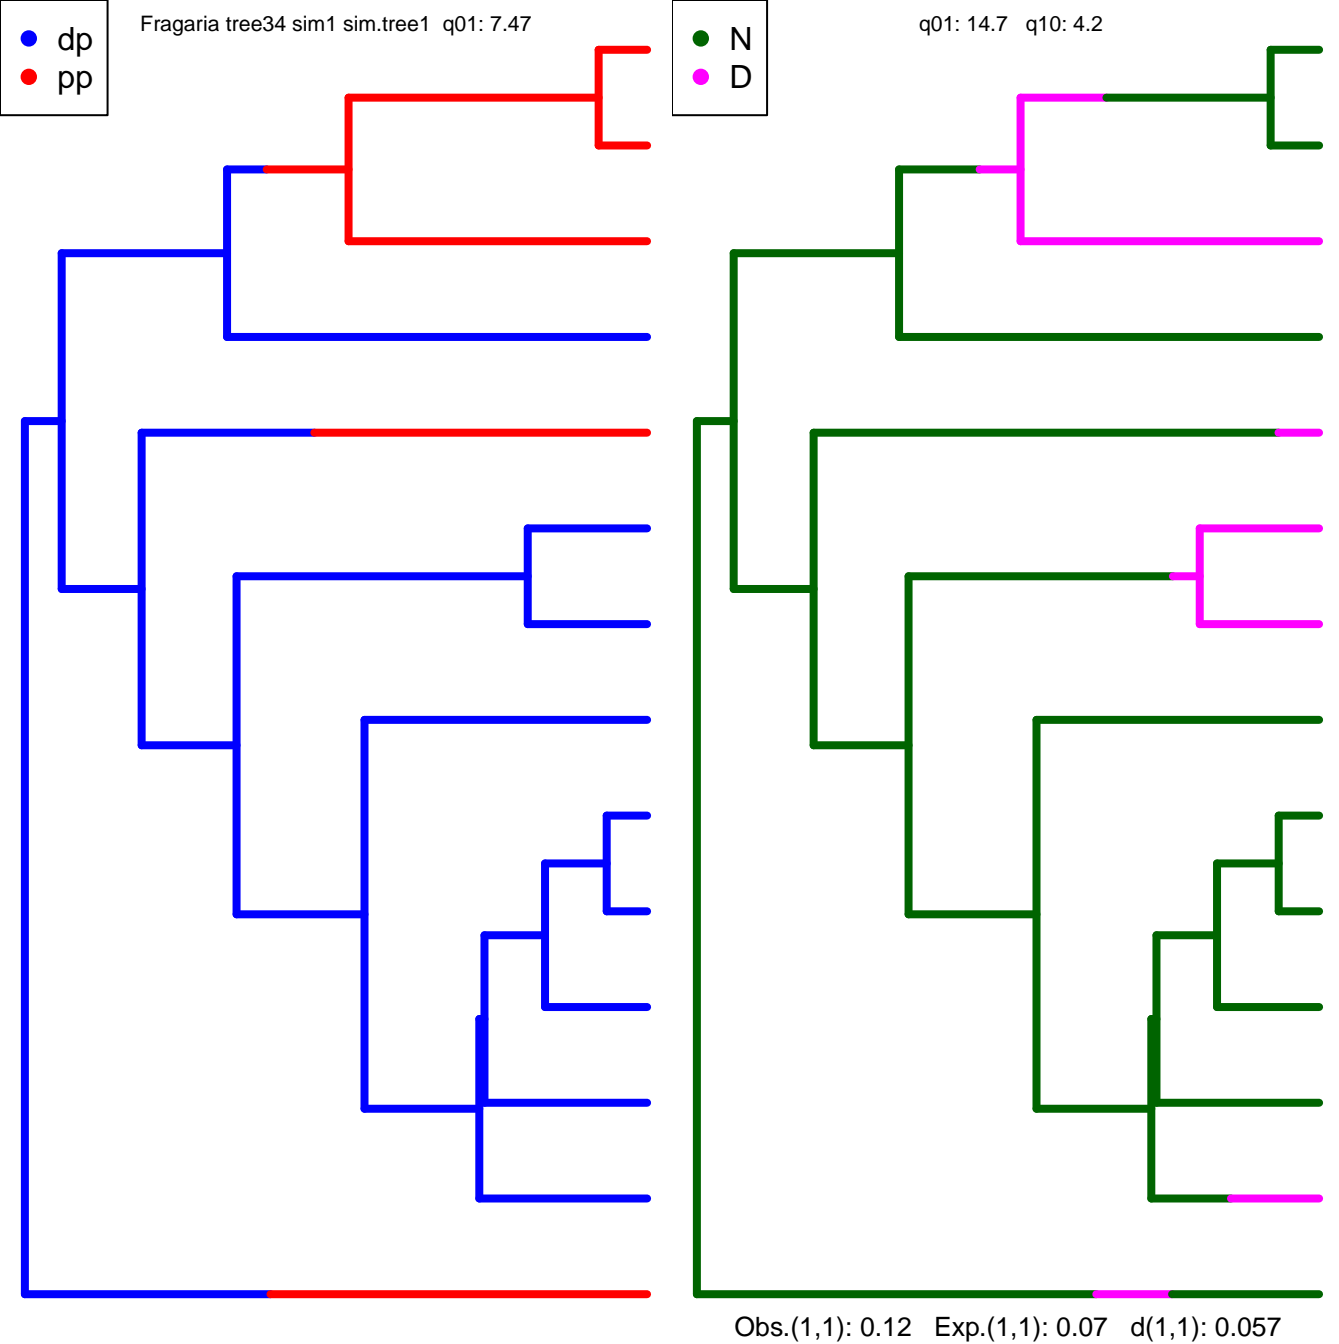 dp
pp
Fragaria tree34 sim1 sim.tree1 q01: 7.47
N
D
q01: 14.7 q10: 4.2
Obs.(1,1): 0.12 Exp.(1,1): 0.07 d(1,1): 0.057